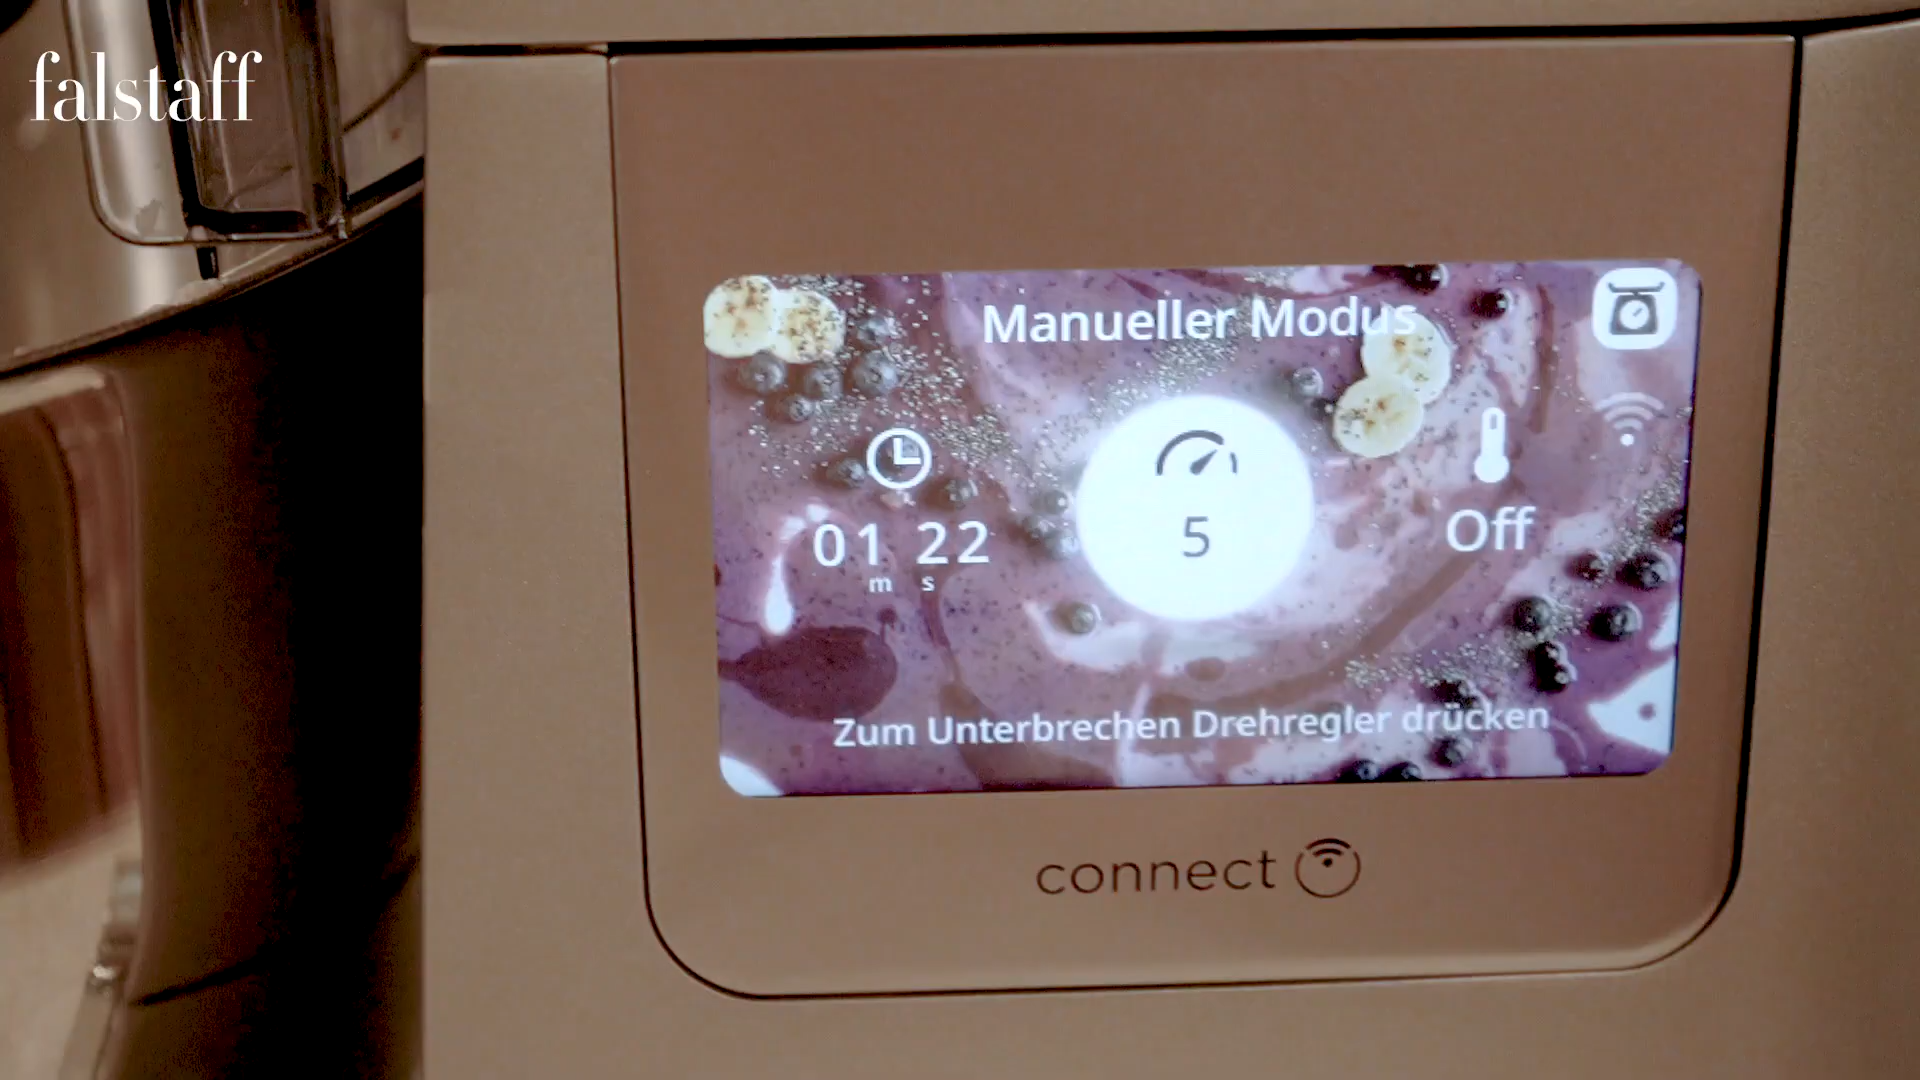 falstaff
Manueller Modus
01 22
m s
5
Off
Zum Unterbrechen Drehregler drücken
connect